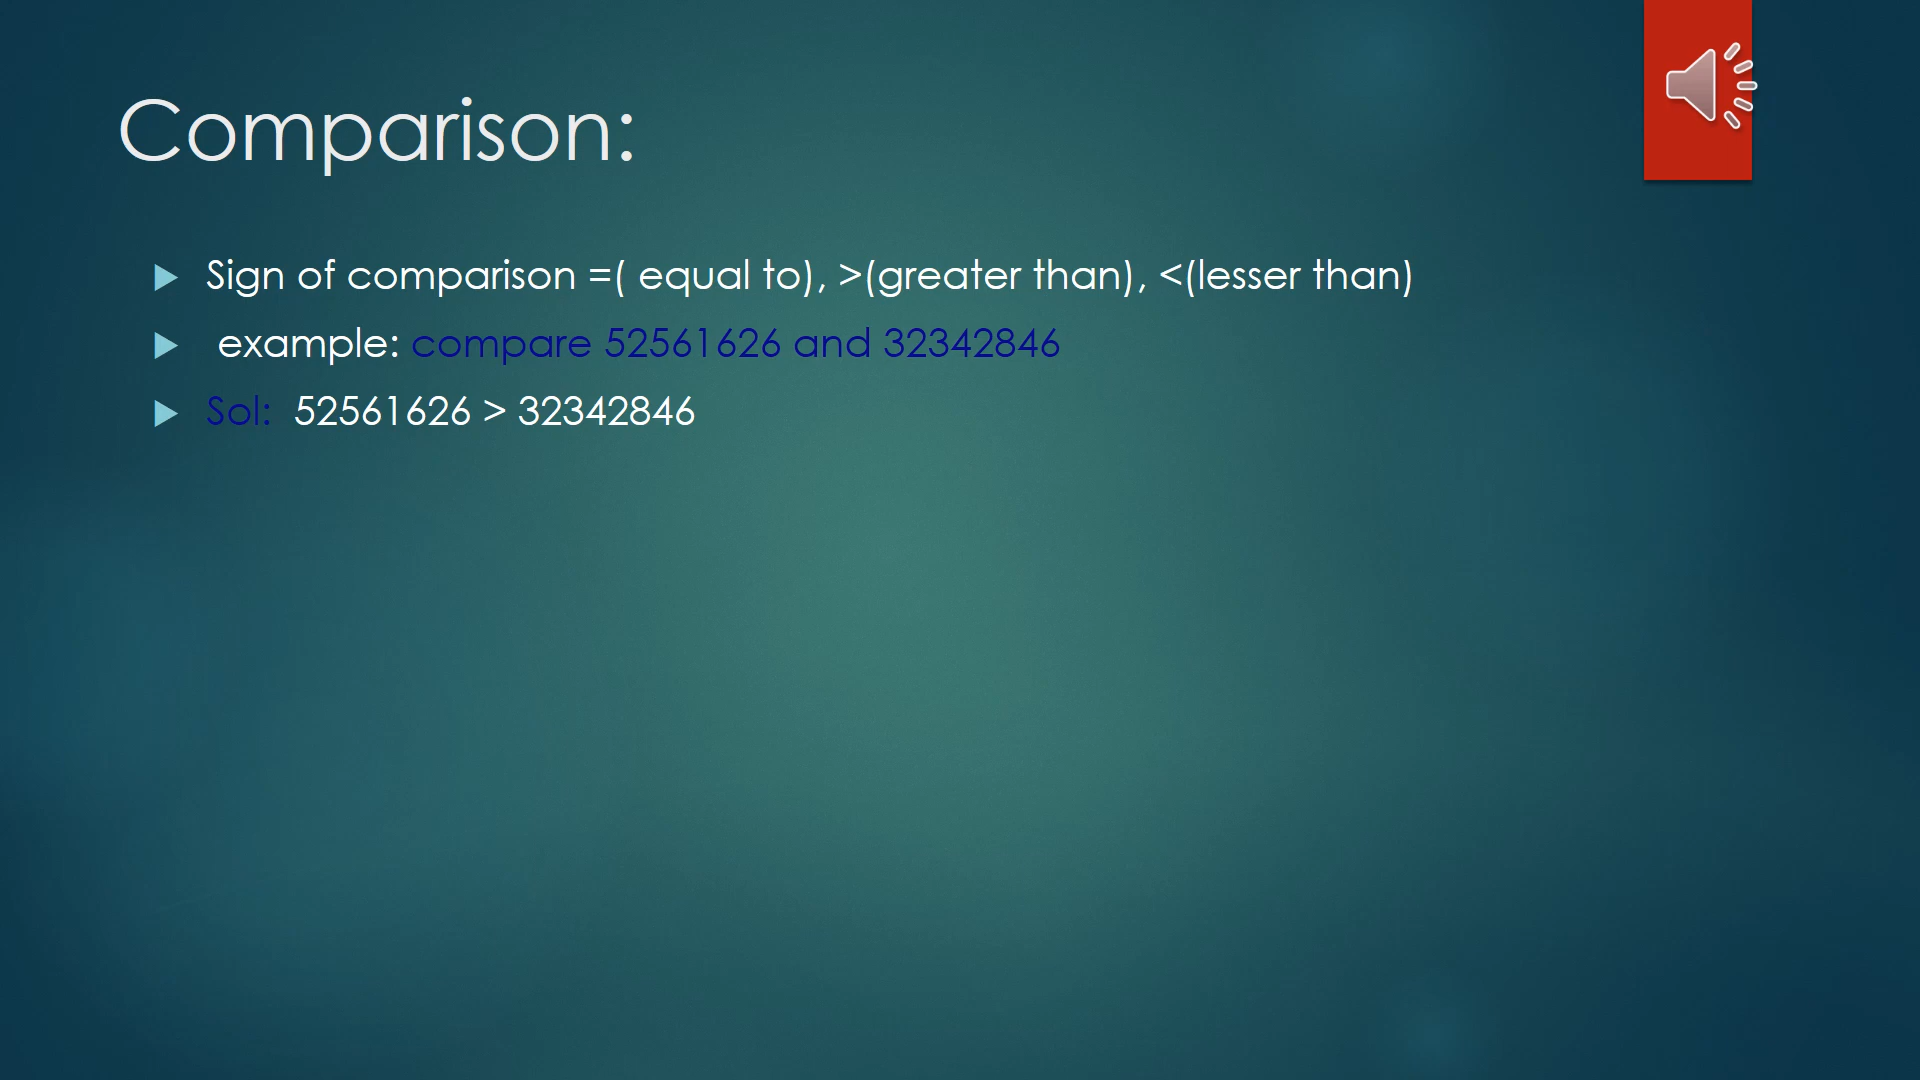 Comparison:
Sign of comparison =( equal to), >(greater than), <(lesser than)
example: compare 52561626 and 32342846
Sol: 52561626 > 32342846